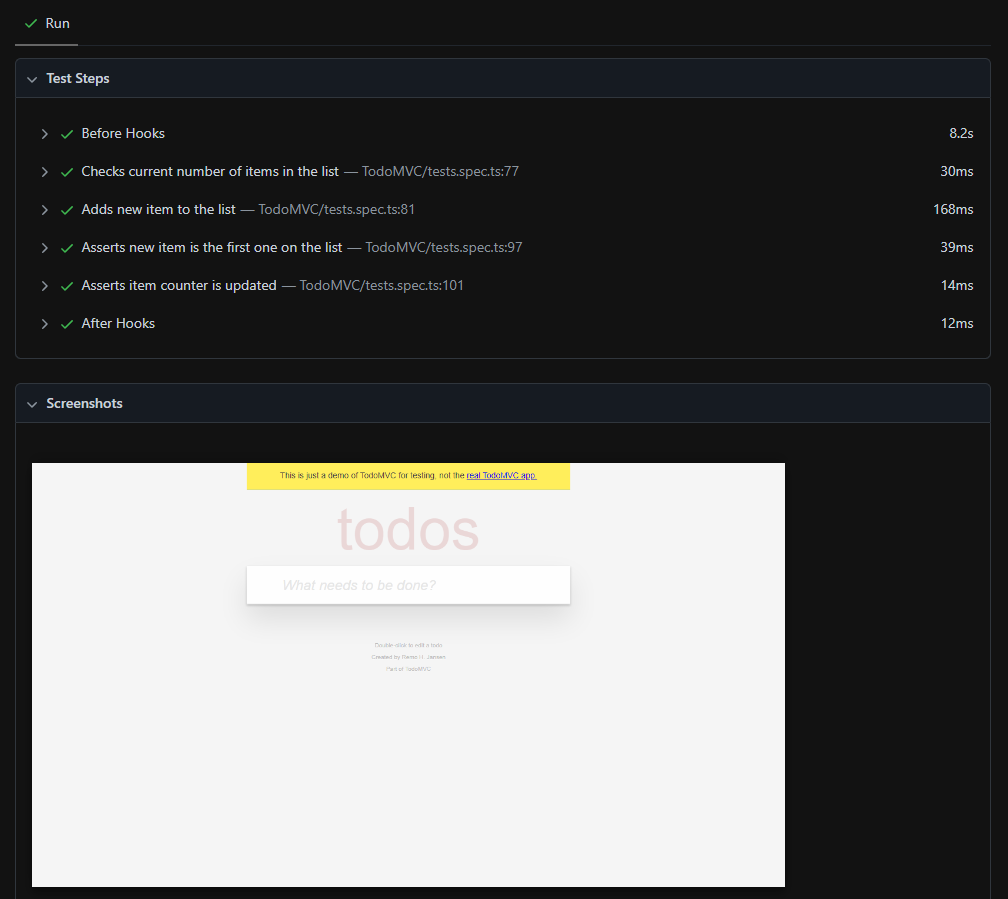 Run
Test Steps
Before Hooks 8.2s
Checks current number of items in the list — TodoMVC/tests.spec.ts:77 30ms
Adds new item to the list — TodoMVC/tests.spec.ts:81 168ms
Asserts new item is the first one on the list — TodoMVC/tests.spec.ts:97 39ms
Asserts item counter is updated — TodoMVC/tests.spec.ts:101 14ms
After Hooks 12ms
Screenshots
This is just a demo of TodoMVC for testing, not the real TodoMVC app.
todos
What needs to be done?
Double-click to edit a todo
Created by Remo H. Jansen
Part of TodoMVC